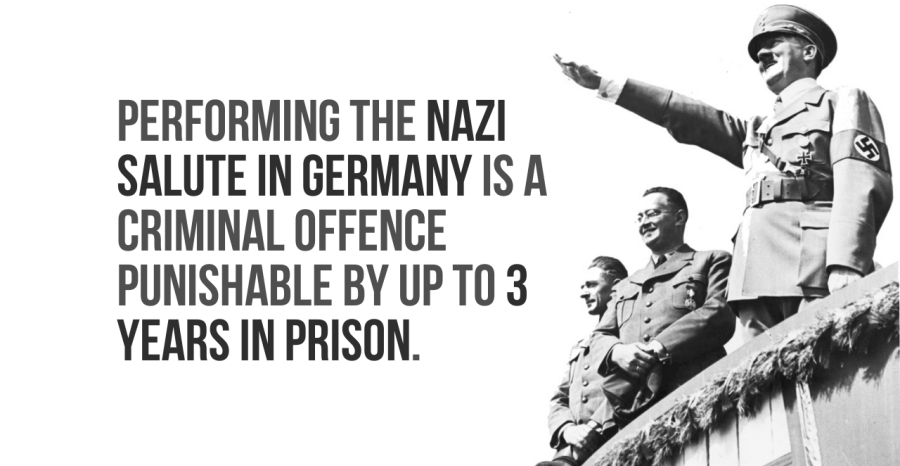 PERFORMING THE NAZI
SALUTE IN GERMANY IS A
CRIMINAL OFFENCE
PUNISHABLE BY UP TO 3
YEARS IN PRISON.